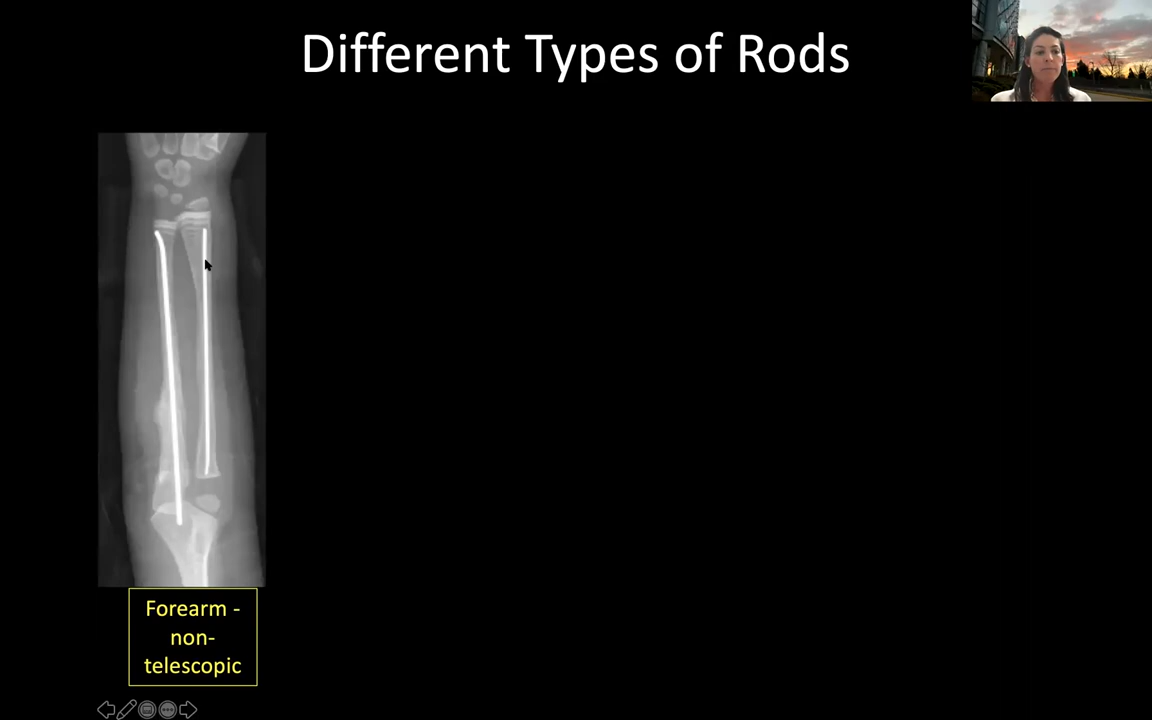 Different Types of Rods
Forearm -
non-
telescopic